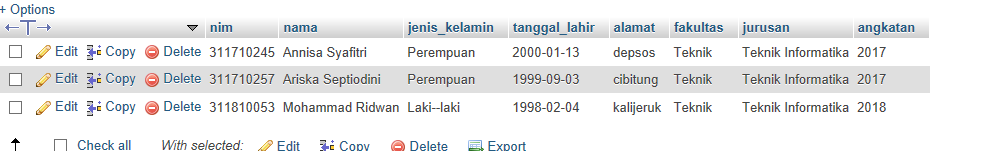 + Options
nim nama jenis_kelamin tanggal_lahir alamat fakultas jurusan angkatan
Edit Copy Delete 311710245 Annisa Syafitri Perempuan 2000-01-13 depsos Teknik Teknik Informatika 2017
Edit Copy Delete 311710257 Ariska Septiodini Perempuan 1999-09-03 cibitung Teknik Teknik Informatika 2017
Edit Copy Delete 311810053 Mohammad Ridwan Laki--laki 1998-02-04 kalijeruk Teknik Teknik Informatika 2018
Check all With selected: Edit Copy Delete Export